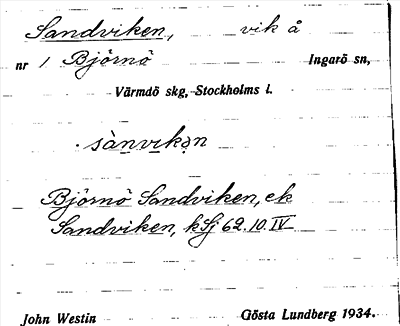 Sandviken, vik å
nr 1 Björnö Ingarö sn,
Värmdö skg, Stockholms l.
· sànvikən
Björnö Sandviken, ek
Sandviken, kSj 62.10.IV
John Westin Gösta Lundberg 1934.